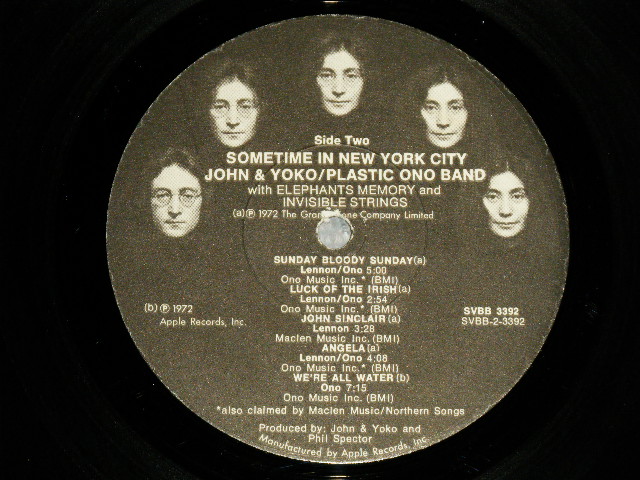 Side Two
SOMETIME IN NEW YORK CITY
JOHN & YOKO/PLASTIC ONO BAND
with ELEPHANTS MEMORY and
INVISIBLE STRINGS
(a)Ⓟ 1972 The Company Limited
SUNDAY BLOODY SUNDAY(a)
Lennon/Ono 5:00
Ono Music Inc.* (BMI)
LUCK OF THE IRISH(a)
Lennon/Ono 2:54
Ono Music Inc.* (BMI)
JOHN SINCLAIR(a)
Lennon 3:28
Maclen Music Inc.(BMI)
ANGELA(a)
Lennon/Ono 4:08
Ono Music Inc.* (BMI)
WE'RE ALL WATER(b)
Ono 7:15
Ono Music Inc. (BMI)
(b) Ⓟ 1972
Apple Records, Inc.
SVBB 3392
SVBB-2-3392
*also claimed by Maclen Music/Northern Songs
Produced by: John & Yoko and
Phil Spector
Manufactured by Apple Records, Inc.